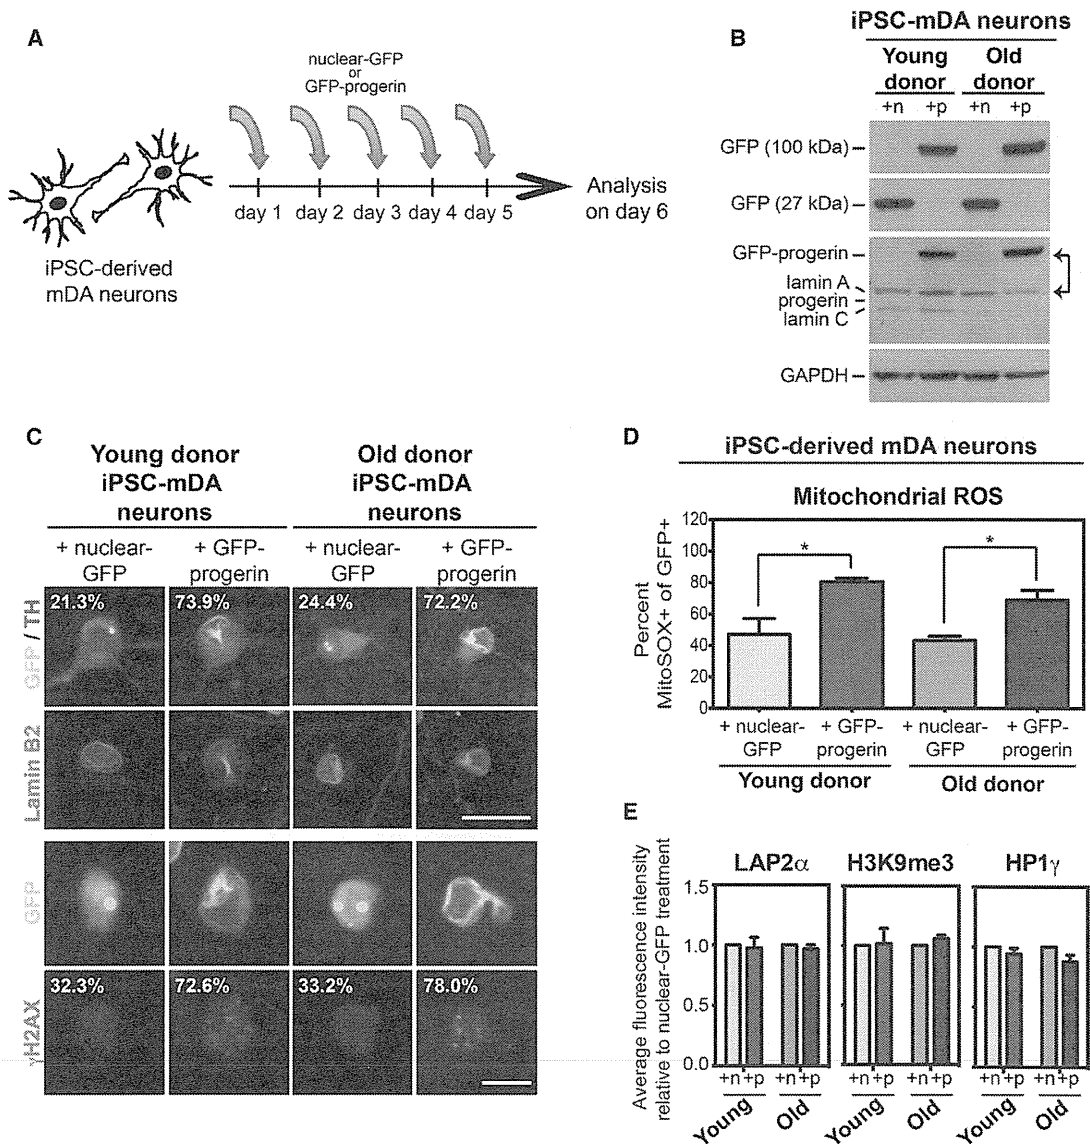 A
nuclear-GFP
or
GFP-progerin
day 1 day 2 day 3 day 4 day 5
Analysis
on day 6
iPSC-derived
mDA neurons
B
iPSC-mDA neurons
Young
donor
Old
donor
+n +p +n +p
GFP (100 kDa)
GFP (27 kDa)
GFP-progerin
lamin A
progerin
lamin C
GAPDH
C
Young donor
iPSC-mDA
neurons
Old donor
iPSC-mDA
neurons
+ nuclear-
GFP
+ GFP-
progerin
+ nuclear-
GFP
+ GFP-
progerin
GFP / TH
21.3% 73.9% 24.4% 72.2%
Lamin B2
GFP
γH2AX
32.3% 72.6% 33.2% 78.0%
D
iPSC-derived mDA neurons
Mitochondrial ROS
Percent
MitoSOX+ of GFP+
120
100
80
60
40
20
0
* *
+ nuclear-
GFP
+ GFP-
progerin
+ nuclear-
GFP
+ GFP-
progerin
Young donor Old donor
E
Average fluorescence intensity
relative to nuclear-GFP treatment
LAP2α H3K9me3 HP1γ
1.5
1.0
0.5
0.0
+n +p +n +p +n +p +n +p +n +p +n +p
Young Old Young Old Young Old